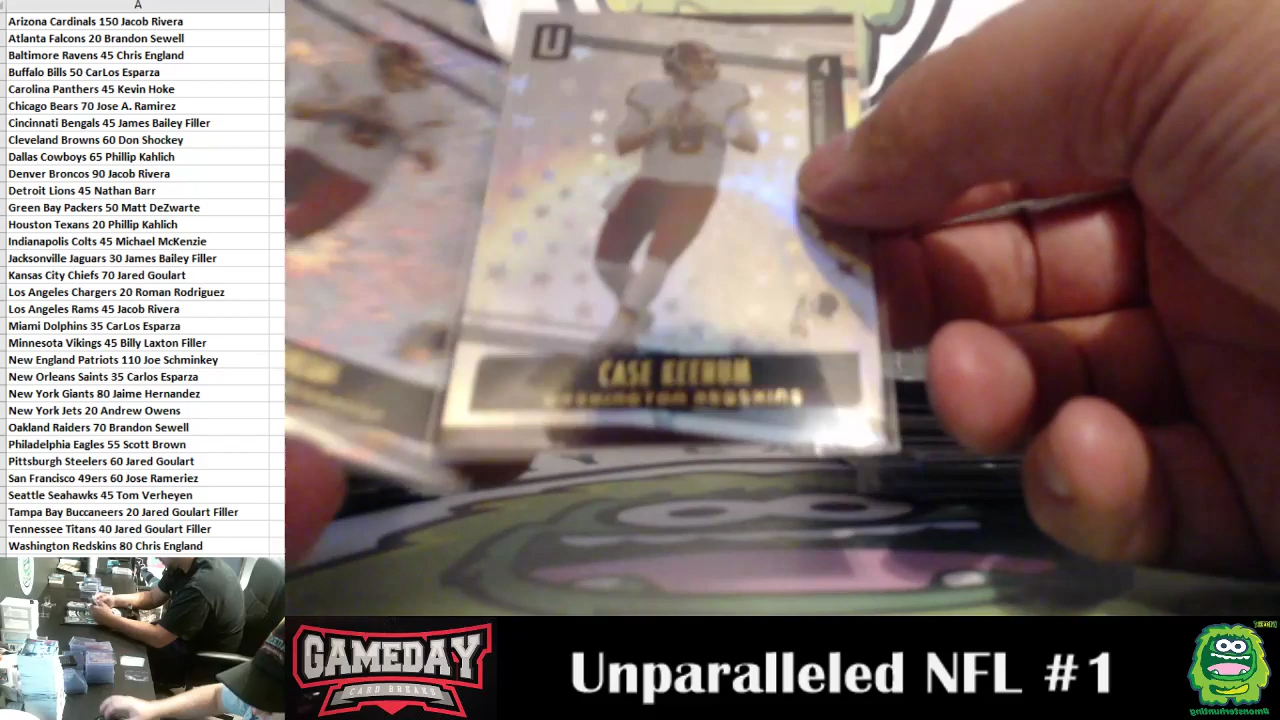 A
Arizona Cardinals 150 Jacob Rivera
Atlanta Falcons 20 Brandon Sewell
Baltimore Ravens 45 Chris England
Buffalo Bills 50 CarLos Esparza
Carolina Panthers 45 Kevin Hoke
Chicago Bears 70 Jose A. Ramirez
Cincinnati Bengals 45 James Bailey Filler
Cleveland Browns 60 Don Shockey
Dallas Cowboys 65 Phillip Kahlich
Denver Broncos 90 Jacob Rivera
Detroit Lions 45 Nathan Barr
Green Bay Packers 50 Matt DeZwarte
Houston Texans 20 Phillip Kahlich
Indianapolis Colts 45 Michael McKenzie
Jacksonville Jaguars 30 James Bailey Filler
Kansas City Chiefs 70 Jared Goulart
Los Angeles Chargers 20 Roman Rodriguez
Los Angeles Rams 45 Jacob Rivera
Miami Dolphins 35 CarLos Esparza
Minnesota Vikings 45 Billy Laxton Filler
New England Patriots 110 Joe Schminkey
New Orleans Saints 35 Carlos Esparza
New York Giants 80 Jaime Hernandez
New York Jets 20 Andrew Owens
Oakland Raiders 70 Brandon Sewell
Philadelphia Eagles 55 Scott Brown
Pittsburgh Steelers 60 Jared Goulart
San Francisco 49ers 60 Jose Rameriez
Seattle Seahawks 45 Tom Verheyen
Tampa Bay Buccaneers 20 Jared Goulart Filler
Tennessee Titans 40 Jared Goulart Filler
Washington Redskins 80 Chris England
U
CASE KEENUM
WASHINGTON REDSKINS
GAMEDAY
CARD BREAKS
Unparalleled NFL #1
#monsterhunting